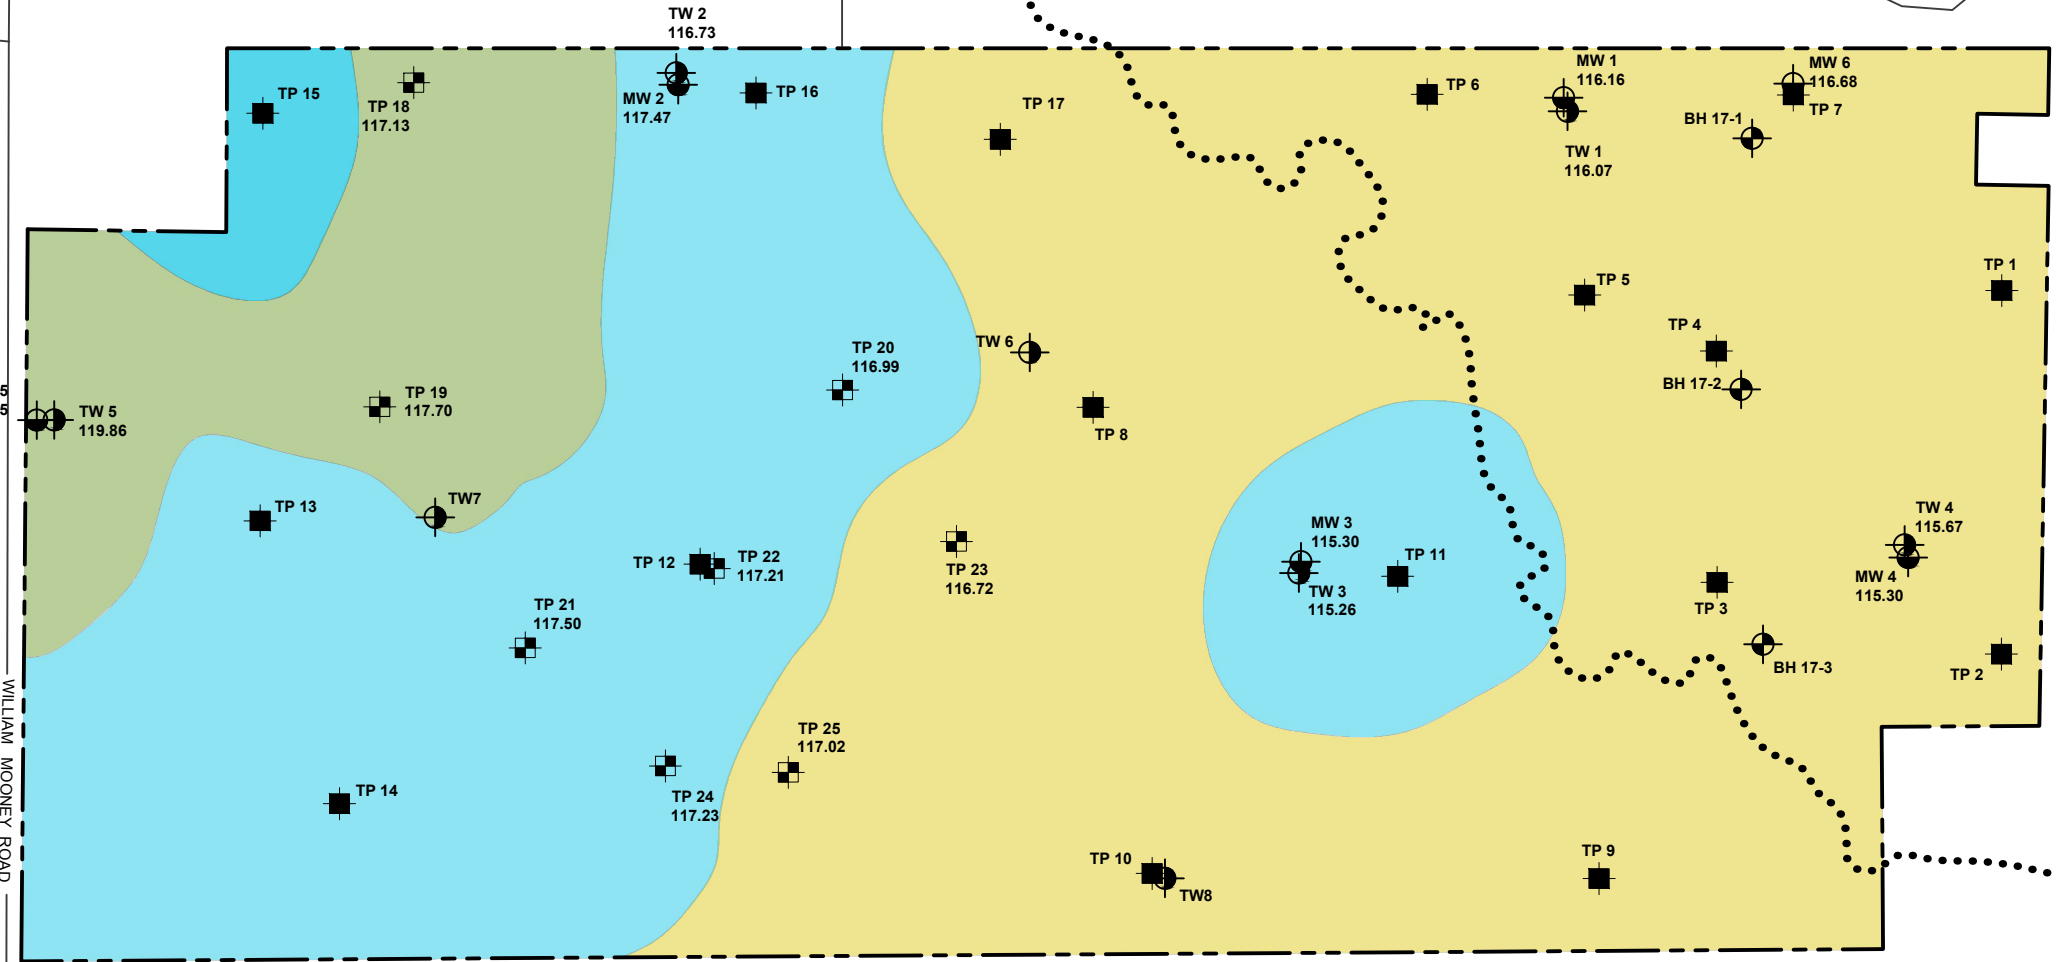 TW 2
116.73
MW 2
117.47
TP 15
TP 18
117.13
TP 16
TP 17
TP 6
MW 1
116.16
TW 1
116.07
MW 6
116.68
TP 7
BH 17-1
TP 1
TP 5
TP 4
BH 17-2
TW 6
TP 8
TP 20
116.99
TP 19
117.70
5
5
TW 5
119.86
TP 13
TW7
TP 12
TP 22
117.21
TP 23
116.72
MW 3
115.30
TW 3
115.26
TP 11
TW 4
115.67
MW 4
115.30
TP 3
BH 17-3
TP 2
TP 21
117.50
TP 25
117.02
TP 24
117.23
TP 14
TP 10
TW8
TP 9
WILLIAM MOONEY ROAD